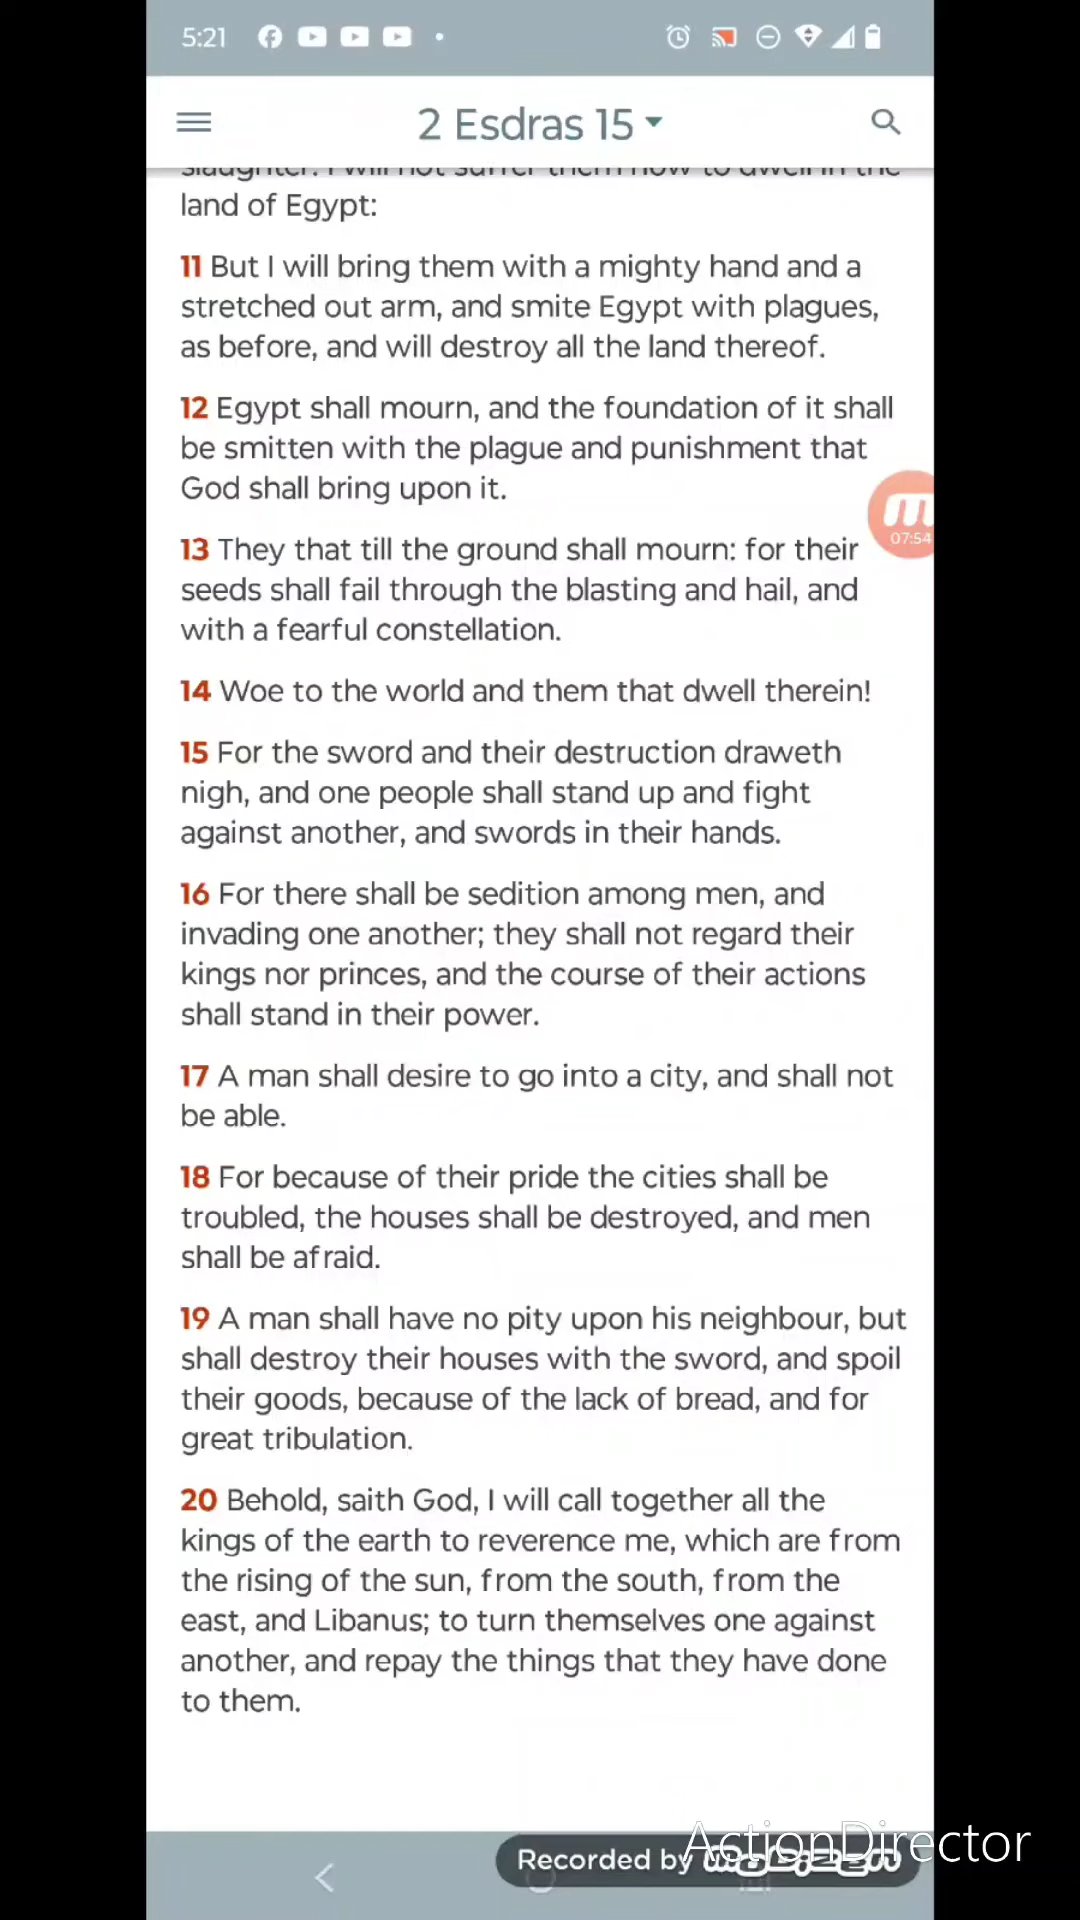 5:21
2 Esdras 15
slaughter: I will not suffer them now to dwell in the
land of Egypt:
11 But I will bring them with a mighty hand and a
stretched out arm, and smite Egypt with plagues,
as before, and will destroy all the land thereof.
12 Egypt shall mourn, and the foundation of it shall
be smitten with the plague and punishment that
God shall bring upon it.
13 They that till the ground shall mourn: for their
seeds shall fail through the blasting and hail, and
with a fearful constellation.
07:54
14 Woe to the world and them that dwell therein!
15 For the sword and their destruction draweth
nigh, and one people shall stand up and fight
against another, and swords in their hands.
16 For there shall be sedition among men, and
invading one another; they shall not regard their
kings nor princes, and the course of their actions
shall stand in their power.
17 A man shall desire to go into a city, and shall not
be able.
18 For because of their pride the cities shall be
troubled, the houses shall be destroyed, and men
shall be afraid.
19 A man shall have no pity upon his neighbour, but
shall destroy their houses with the sword, and spoil
their goods, because of the lack of bread, and for
great tribulation.
20 Behold, saith God, I will call together all the
kings of the earth to reverence me, which are from
the rising of the sun, from the south, from the
east, and Libanus; to turn themselves one against
another, and repay the things that they have done
to them.
ActionDirector
Recorded by mobizen